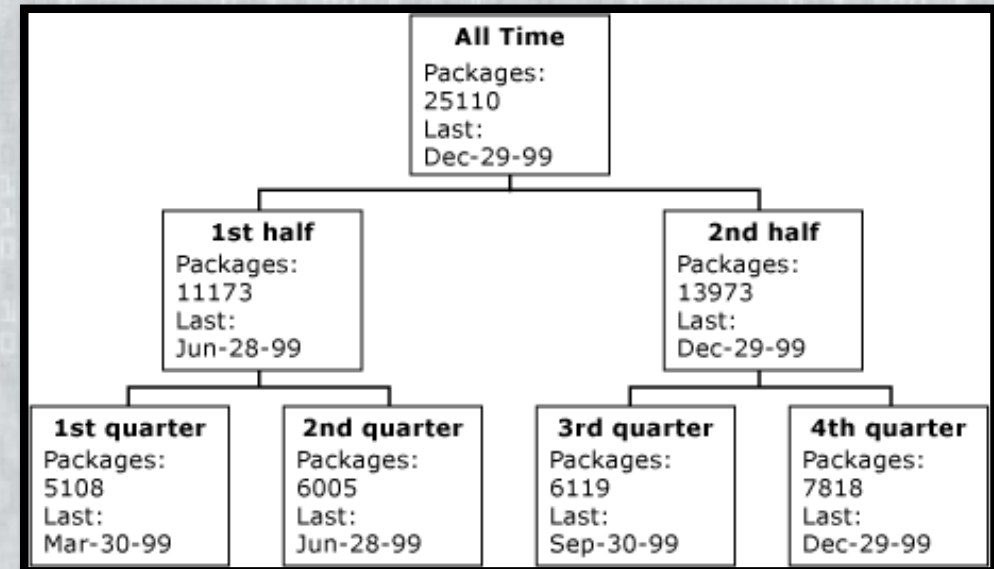 All Time
Packages:
25110
Last:
Dec-29-99
1st half
Packages:
11173
Last:
Jun-28-99
2nd half
Packages:
13973
Last:
Dec-29-99
1st quarter
Packages:
5108
Last:
Mar-30-99
2nd quarter
Packages:
6005
Last:
Jun-28-99
3rd quarter
Packages:
6119
Last:
Sep-30-99
4th quarter
Packages:
7818
Last:
Dec-29-99